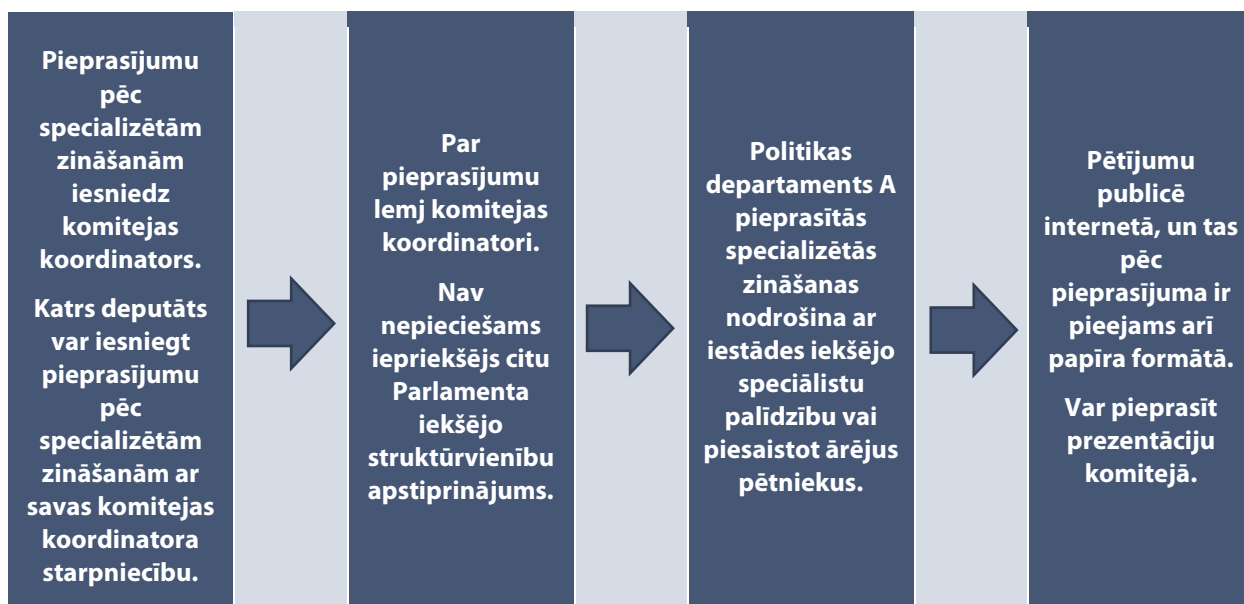 Pieprasījumu
pēc
specializētām
zināšanām
iesniedz
komitejas
koordinators.
Katrs deputāts
var iesniegt
pieprasījumu
pēc
specializētām
zināšanām ar
savas komitejas
koordinatora
starpniecību.
Par
pieprasījumu
lemj komitejas
koordinatori.
Nav
nepieciešams
iepriekšējs citu
Parlamenta
iekšējo
struktūrvienību
apstiprinājums.
Politikas
departaments A
pieprasītās
specializētās
zināšanas
nodrošina ar
iestādes iekšējo
speciālistu
palīdzību vai
piesaistot ārējus
pētniekus.
Pētījumu
publicē
internetā, un tas
pēc
pieprasījuma ir
pieejams arī
papīra formātā.
Var pieprasīt
prezentāciju
komitejā.